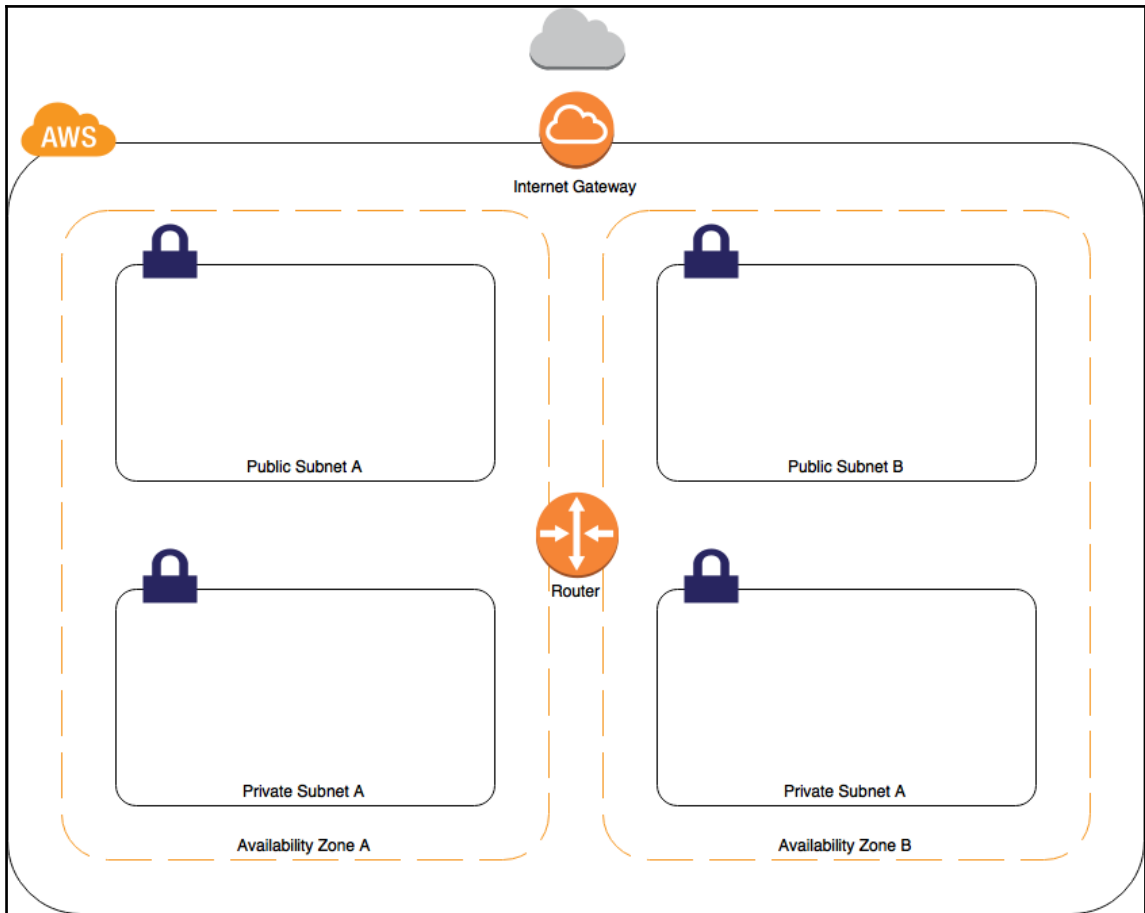 AWS
Internet Gateway
Public Subnet A
Public Subnet B
Router
Private Subnet A
Private Subnet A
Availability Zone A
Availability Zone B